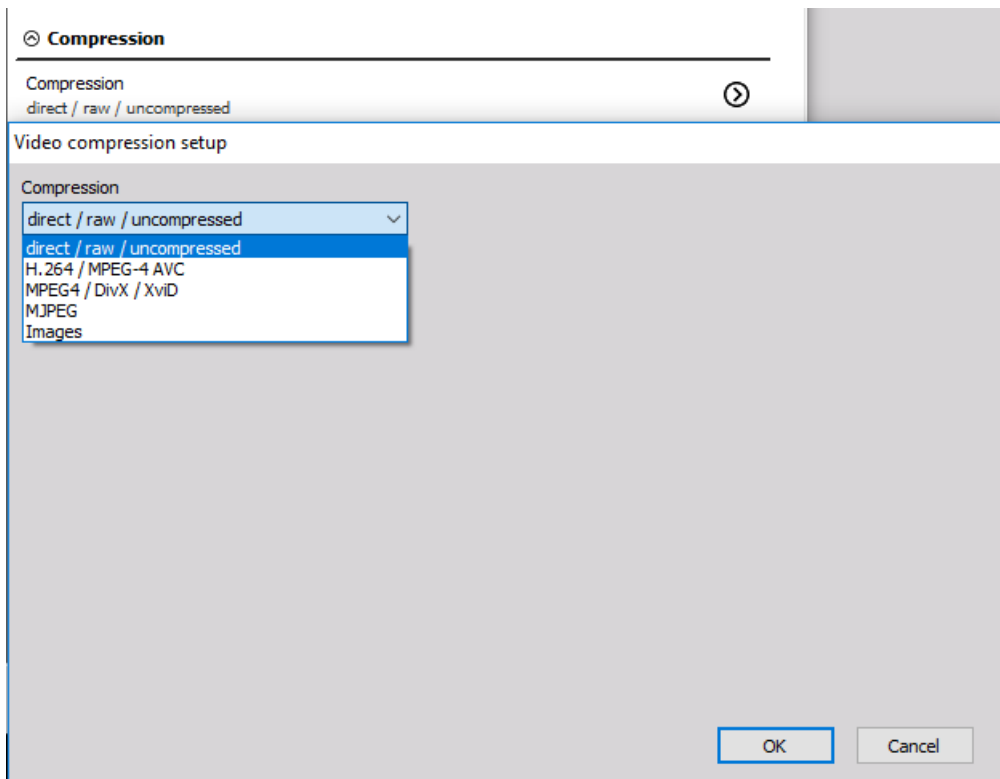 Compression
Compression
direct / raw / uncompressed
Video compression setup
Compression
direct / raw / uncompressed
direct / raw / uncompressed
H.264 / MPEG-4 AVC
MPEG4 / DivX / XviD
MJPEG
Images
OK
Cancel